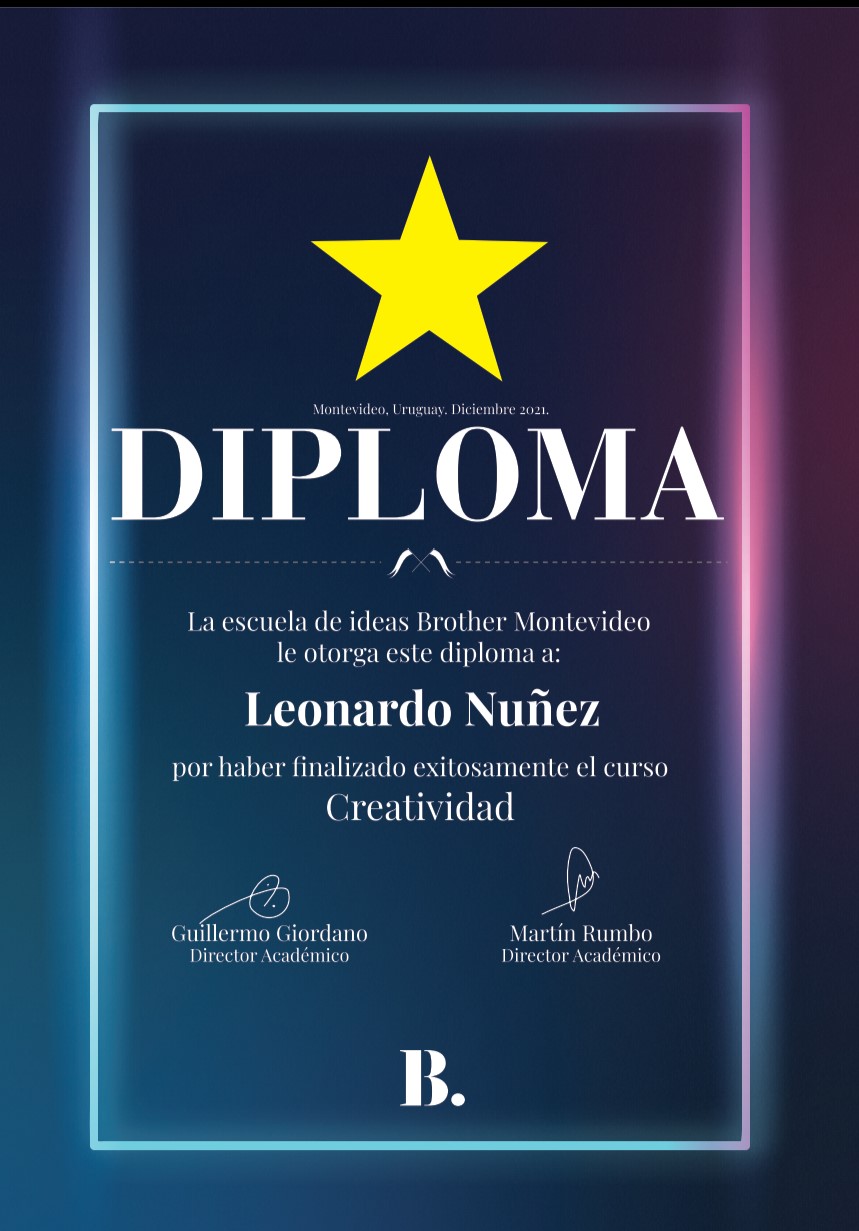 Montevideo, Uruguay. Diciembre 2021.
DIPLOMA
La escuela de ideas Brother Montevideo
le otorga este diploma a:
Leonardo Nuñez
por haber finalizado exitosamente el curso
Creatividad
Guillermo Giordano
Director Académico
Martín Rumbo
Director Académico
B.